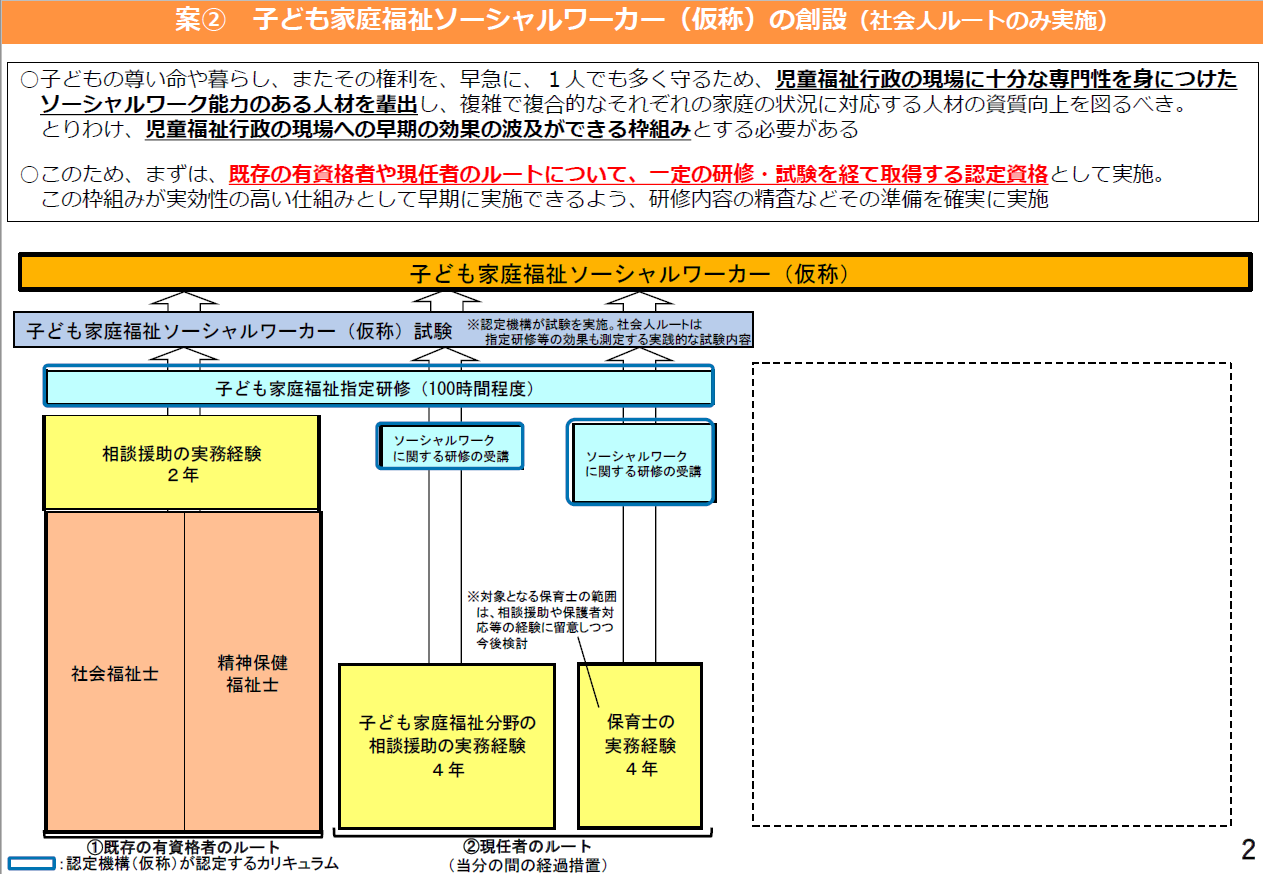 案② 子ども家庭福祉ソーシャルワーカー（仮称）の創設（社会人ルートのみ実施）
○子どもの尊い命や暮らし、またその権利を、早急に、１人でも多く守るため、児童福祉行政の現場に十分な専門性を身につけた
ソーシャルワーク能力のある人材を輩出し、複雑で複合的なそれぞれの家庭の状況に対応する人材の資質向上を図るべき。
とりわけ、児童福祉行政の現場への早期の効果の波及ができる枠組みとする必要がある
○このため、まずは、既存の有資格者や現任者のルートについて、一定の研修・試験を経て取得する認定資格として実施。
この枠組みが実効性の高い仕組みとして早期に実施できるよう、研修内容の精査などその準備を確実に実施
子ども家庭福祉ソーシャルワーカー（仮称）
子ども家庭福祉ソーシャルワーカー（仮称）試験
※認定機構が試験を実施。社会人ルートは
指定研修等の効果も測定する実践的な試験内容
子ども家庭福祉指定研修（100時間程度）
相談援助の実務経験
２年
ソーシャルワーク
に関する研修の受講
ソーシャルワーク
に関する研修の受講
※対象となる保育士の範囲
は、相談援助や保護者対
応等の経験に留意しつつ
今後検討
社会福祉士
精神保健
福祉士
子ども家庭福祉分野の
相談援助の実務経験
４年
保育士の
実務経験
４年
①既存の有資格者のルート
②現任者のルート
（当分の間の経過措置）
：認定機構（仮称）が認定するカリキュラム
2